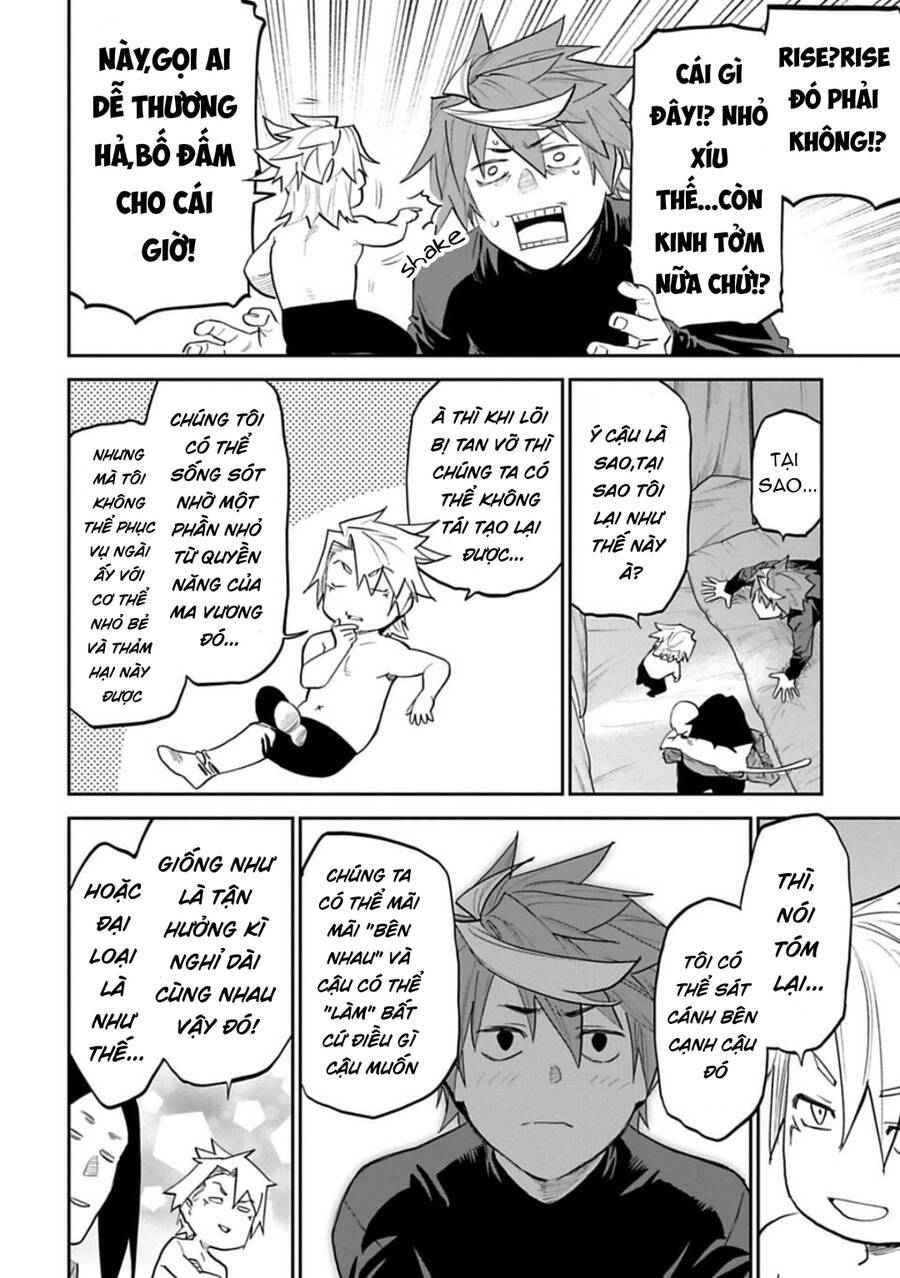 RISE?RISE
ĐÓ PHẢI
KHÔNG!?
CÁI GÌ
ĐÂY!? NHỎ
XÍU
THẾ...CÒN
KINH TỞM
NỮA CHỨ!?
shake
NÀY,GỌI AI
DỄ THƯƠNG
HẢ,BỐ ĐẤM
CHO CÁI
GIỜ!
TẠI
SAO...
Ý CẬU LÀ
SAO,TẠI
SAO TÔI
LẠI NHƯ
THẾ NÀY
À?
À THÌ KHI LÕI
BỊ TAN VỠ THÌ
CHÚNG TA CÓ
THỂ KHÔNG
TÁI TẠO LẠI
ĐƯỢC...
CHÚNG TÔI
CÓ THỂ
SỐNG SÓT
NHỜ MỘT
PHẦN NHỎ
TỪ QUYỀN
NĂNG CỦA
MA VƯƠNG
ĐÓ...
NHƯNG
MÀ TÔI
KHÔNG
THỂ PHỤC
VỤ NGÀI
ẤY VỚI
CƠ THỂ
NHỎ BÉ
VÀ THẢM
HẠI NÀY
ĐƯỢC
THÌ,
NÓI
TÓM
LẠI...
TÔI CÓ
THỂ SÁT
CÁNH BÊN
CẠNH CẬU
ĐÓ
CHÚNG TA
CÓ THỂ MÃI
MÃI "BÊN
NHAU" VÀ
CẬU CÓ THỂ
"LÀM" BẤT
CỨ ĐIỀU GÌ
CẬU MUỐN
GIỐNG NHƯ
LÀ TẬN
HƯỞNG KÌ
NGHỈ DÀI
CÙNG NHAU
VẬY ĐÓ!
HOẶC
ĐẠI
LOẠI
LÀ
NHƯ
THẾ...